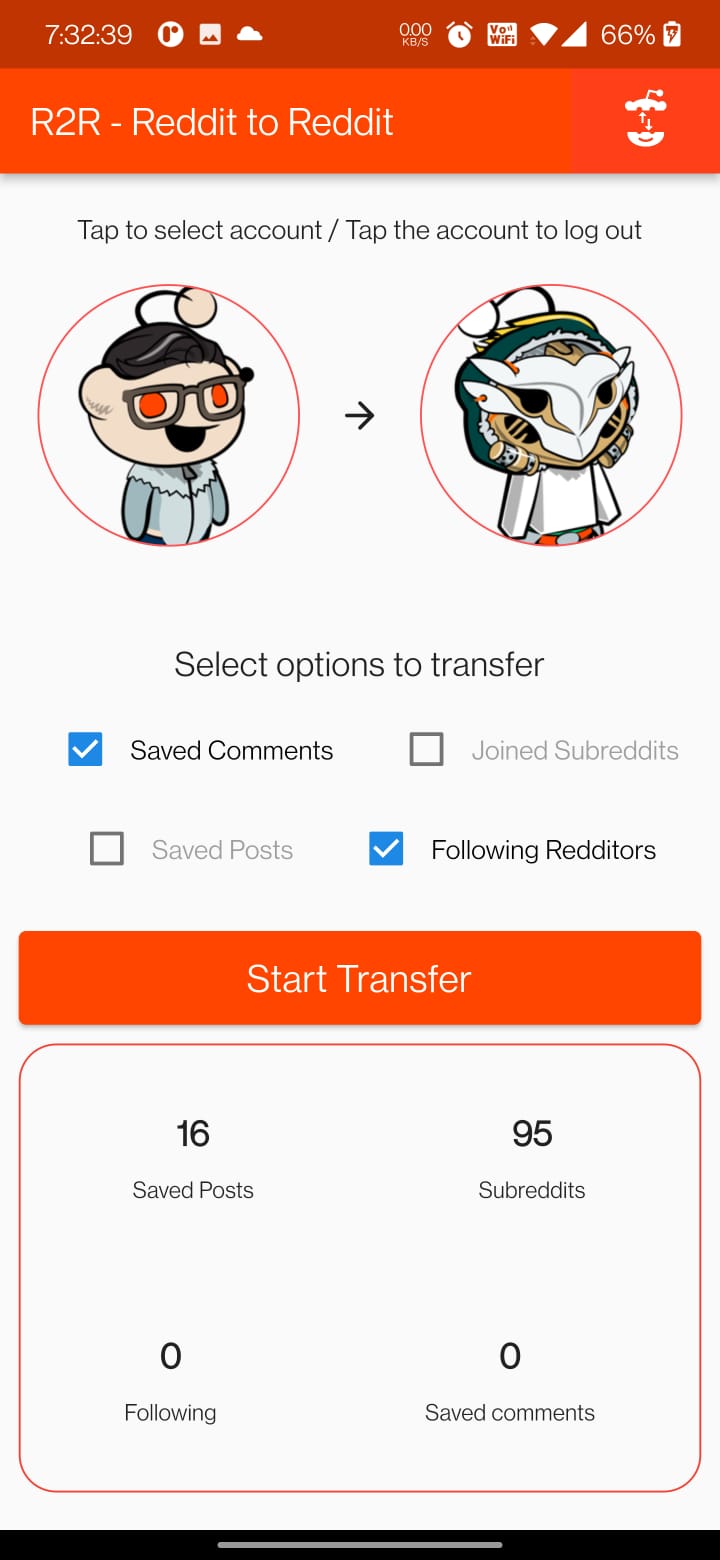 7:32:39 0.00 KB/S Vo)) WiFi 66%
R2R - Reddit to Reddit
Tap to select account / Tap the account to log out
Select options to transfer
Saved Comments Joined Subreddits
Saved Posts Following Redditors
Start Transfer
16 95
Saved Posts Subreddits
0 0
Following Saved comments